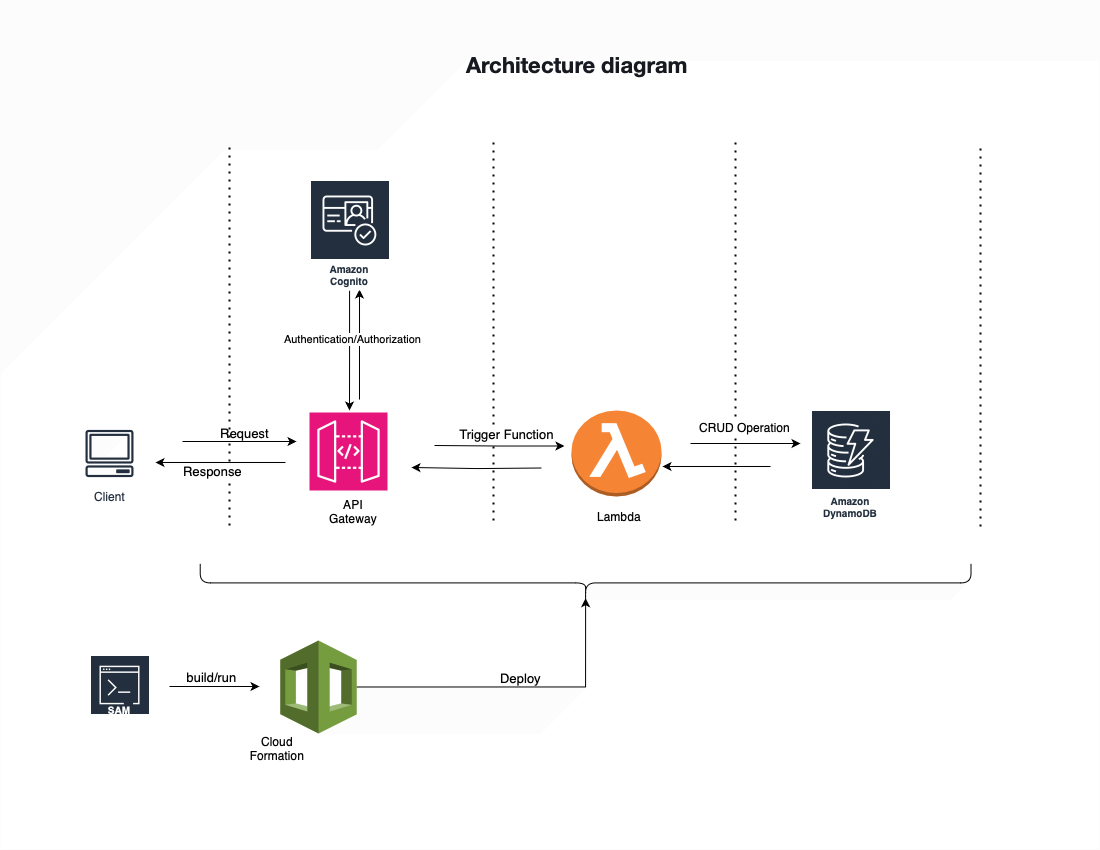 Architecture diagram
Amazon
Cognito
Authentication/Authorization
Request
Response
Client
API
Gateway
Trigger Function
Lambda
CRUD Operation
Amazon
DynamoDB
SAM
build/run
Cloud
Formation
Deploy